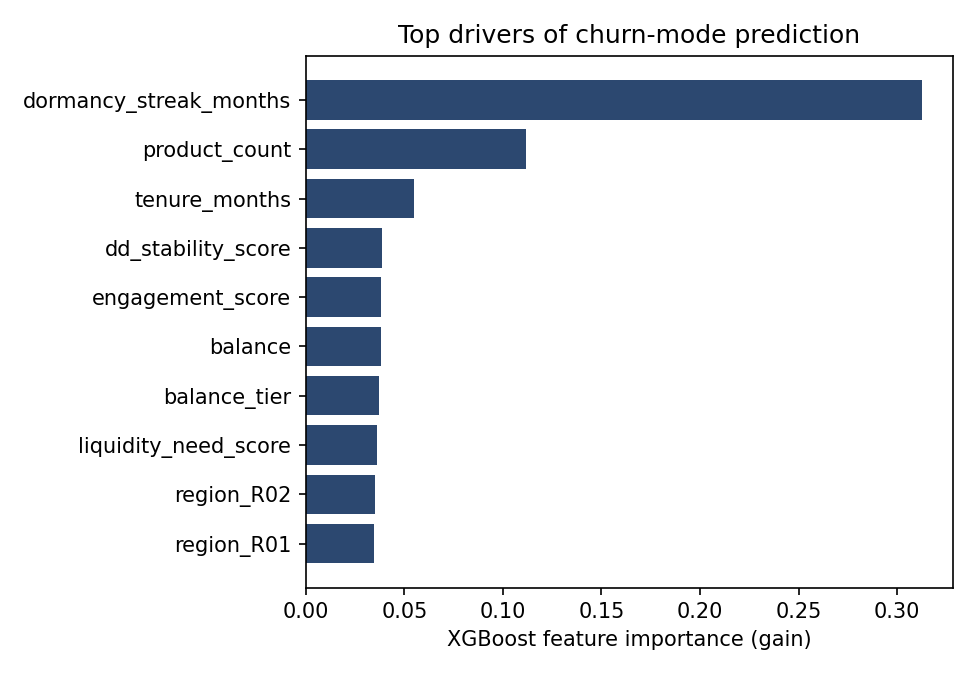 Top drivers of churn-mode prediction
dormancy_streak_months
product_count
tenure_months
dd_stability_score
engagement_score
balance
balance_tier
liquidity_need_score
region_R02
region_R01
0.00 0.05 0.10 0.15 0.20 0.25 0.30
XGBoost feature importance (gain)